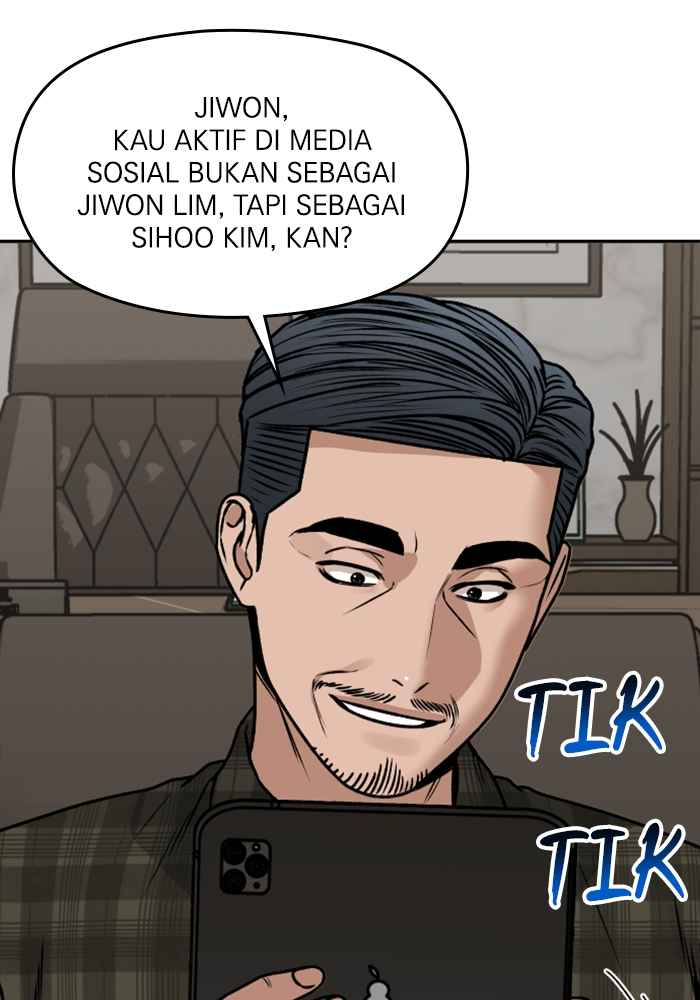 JIWON,
KAU AKTIF DI MEDIA
SOSIAL BUKAN SEBAGAI
JIWON LIM, TAPI SEBAGAI
SIHOO KIM, KAN?
TIK
TIK